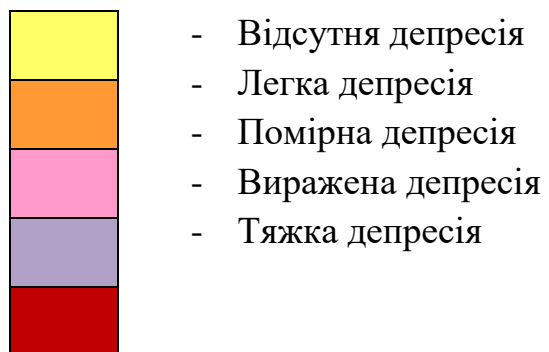 - Відсутня депресія
- Легка депресія
- Помірна депресія
- Виражена депресія
- Тяжка депресія